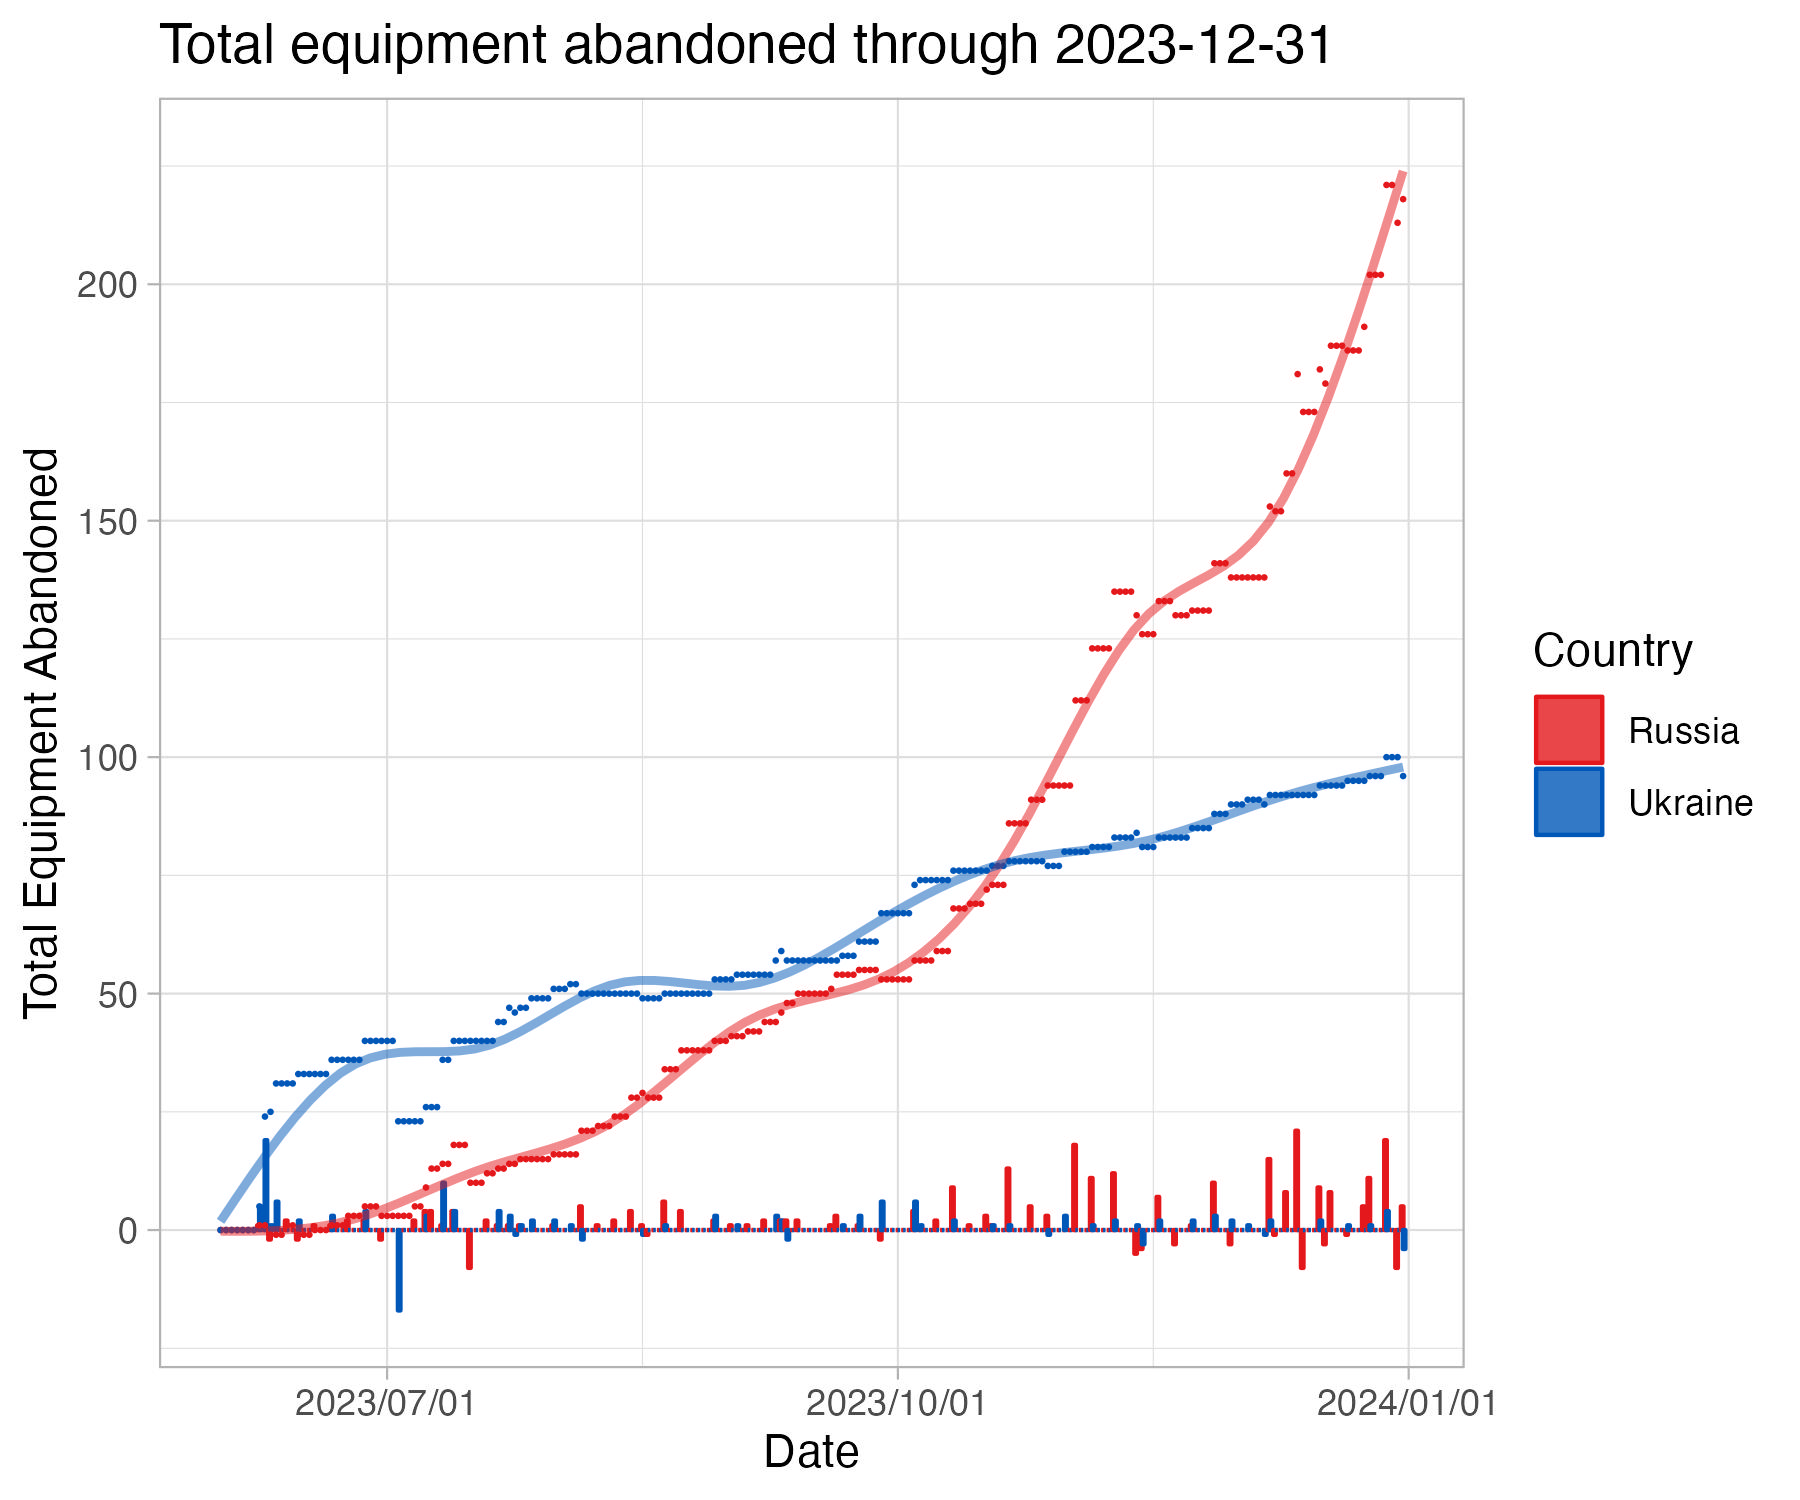 Total equipment abandoned through 2023-12-31
Total Equipment Abandoned
200
150
100
50
0
2023/07/01
2023/10/01
2024/01/01
Date
Country
Russia
Ukraine